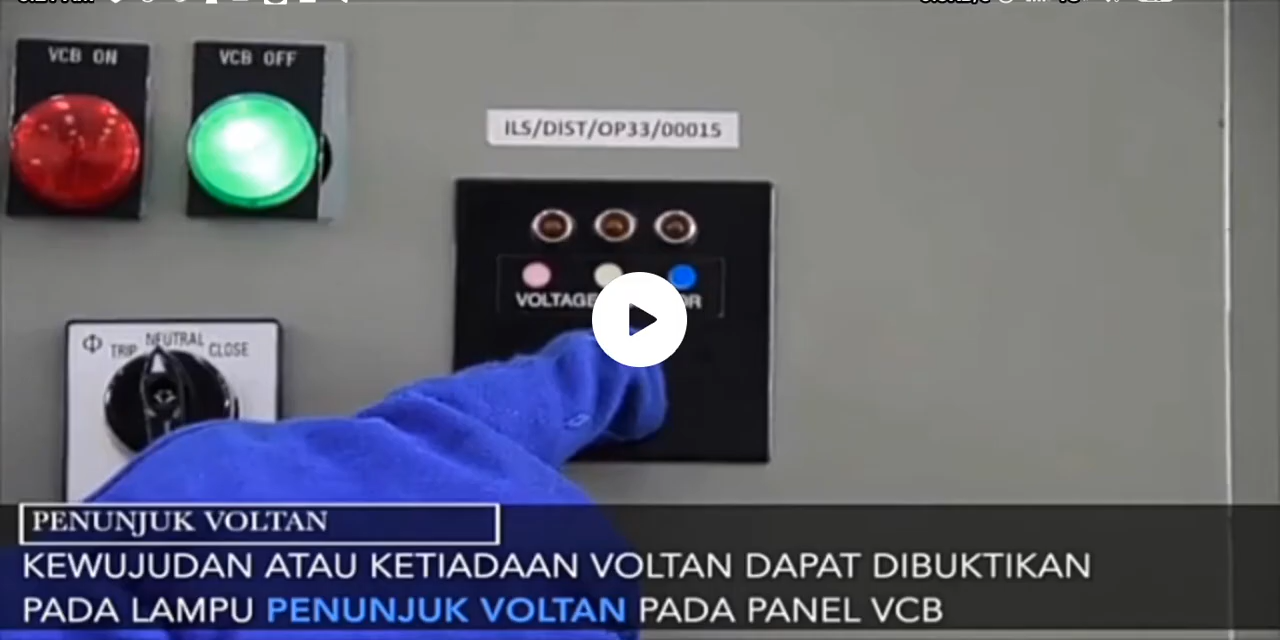 VCB ON
VCB OFF
ILS/DIST/OP33/00015
VOLTAGE
TRIP NEUTRAL CLOSE
PENUNJUK VOLTAN
KEWUJUDAN ATAU KETIADAAN VOLTAN DAPAT DIBUKTIKAN
PADA LAMPU PENUNJUK VOLTAN PADA PANEL VCB